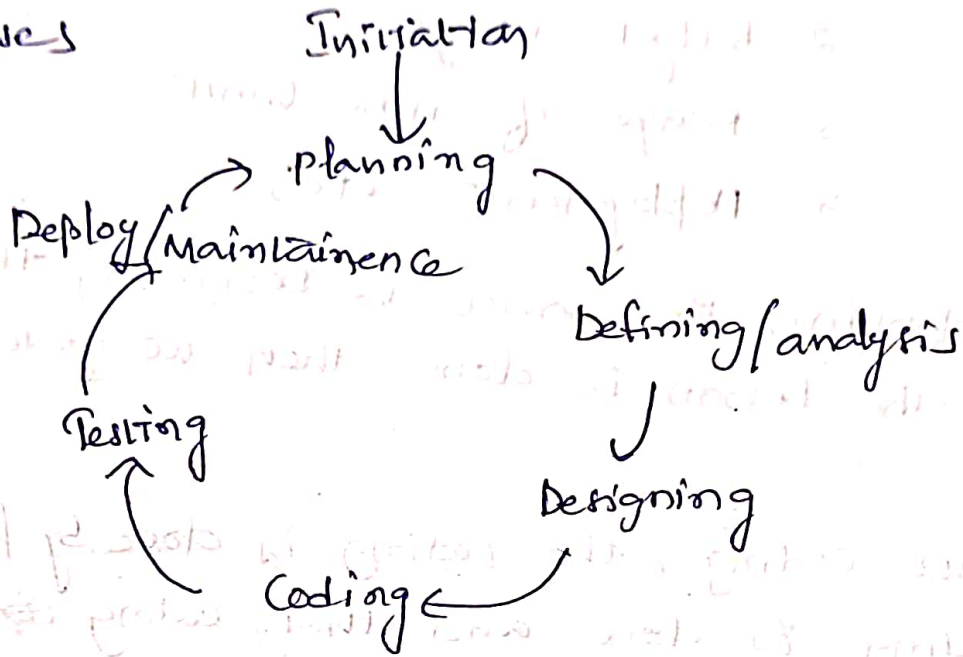 Initiation
Planning
Deploy/Maintainence
Defining/analysis
Testing
Designing
Coding